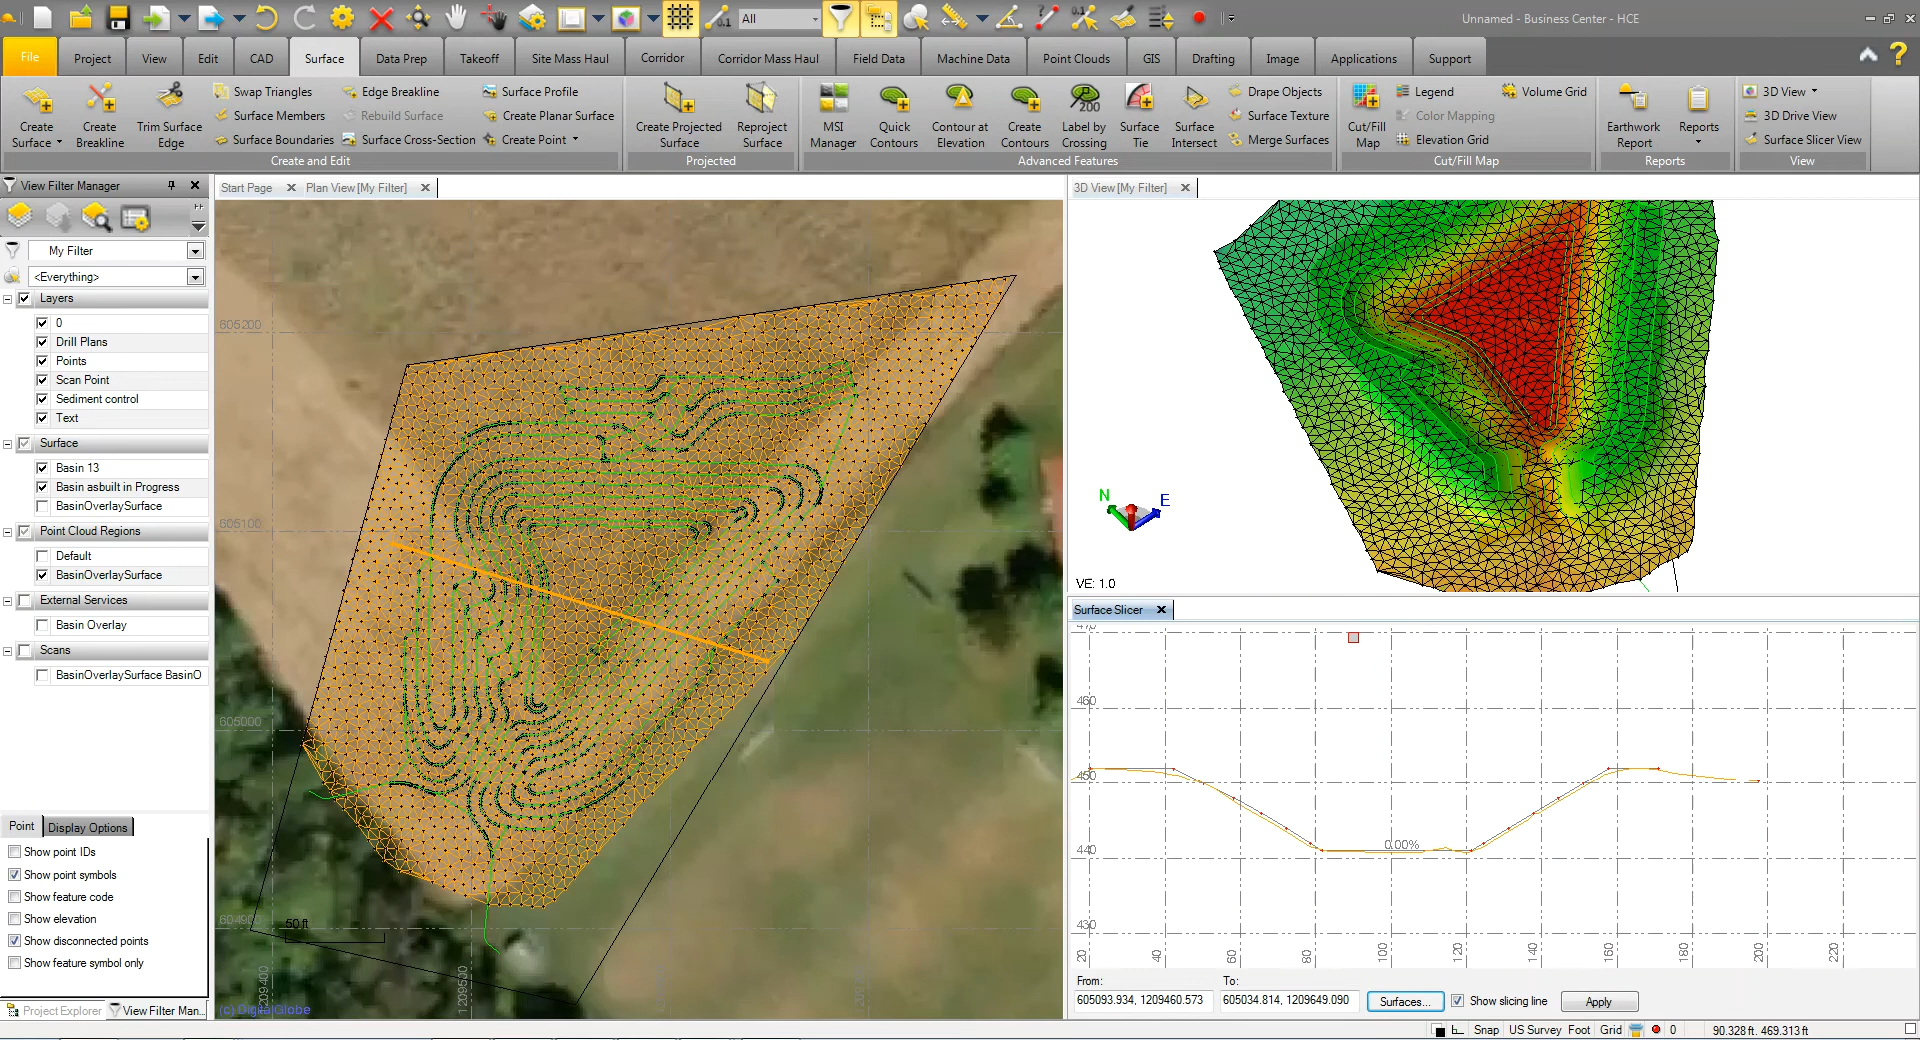 0.1
All
0.1
Unnamed - Business Center - HCE
File
Project
View
Edit
CAD
Surface
Data Prep
Takeoff
Site Mass Haul
Corridor
Corridor Mass Haul
Field Data
Machine Data
Point Clouds
GIS
Drafting
Image
Applications
Support
Create Surface
Create Breakline
Trim Surface Edge
Swap Triangles
Surface Members
Surface Boundaries
Edge Breakline
Rebuild Surface
Surface Cross-Section
Surface Profile
Create Planar Surface
Create Point
Create and Edit
Create Projected Surface
Reproject Surface
Projected
MSI Manager
Quick Contours
Contour at Elevation
Create Contours
200
Label by Crossing
Surface Tie
Surface Intersect
Drape Objects
Surface Texture
Merge Surfaces
Advanced Features
Cut/Fill Map
Legend
Color Mapping
Elevation Grid
Volume Grid
Cut/Fill Map
Earthwork Report
Reports
Reports
3D View
3D Drive View
Surface Slicer View
View
View Filter Manager
My Filter
<Everything>
Layers
0
Drill Plans
Points
Scan Point
Sediment control
Text
Surface
Basin 13
Basin asbuilt in Progress
BasinOverlaySurface
Point Cloud Regions
Default
BasinOverlaySurface
External Services
Basin Overlay
Scans
BasinOverlaySurface BasinO
Point
Display Options
Show point IDs
Show point symbols
Show feature code
Show elevation
Show disconnected points
Show feature symbol only
Project Explorer
View Filter Man...
Start Page
Plan View [My Filter]
605200
605100
605000
604900
50 ft
1209400
1209500
(c) DigitalGlobe
3D View [My Filter]
N
E
VE: 1.0
Surface Slicer
470
460
450
440
430
0.00%
20
40
60
80
100
120
140
160
180
200
220
From:
605093.934, 1209460.573
To:
605034.814, 1209649.090
Surfaces...
Show slicing line
Apply
Snap
US Survey Foot
Grid
0
90.328 ft. 469.313 ft